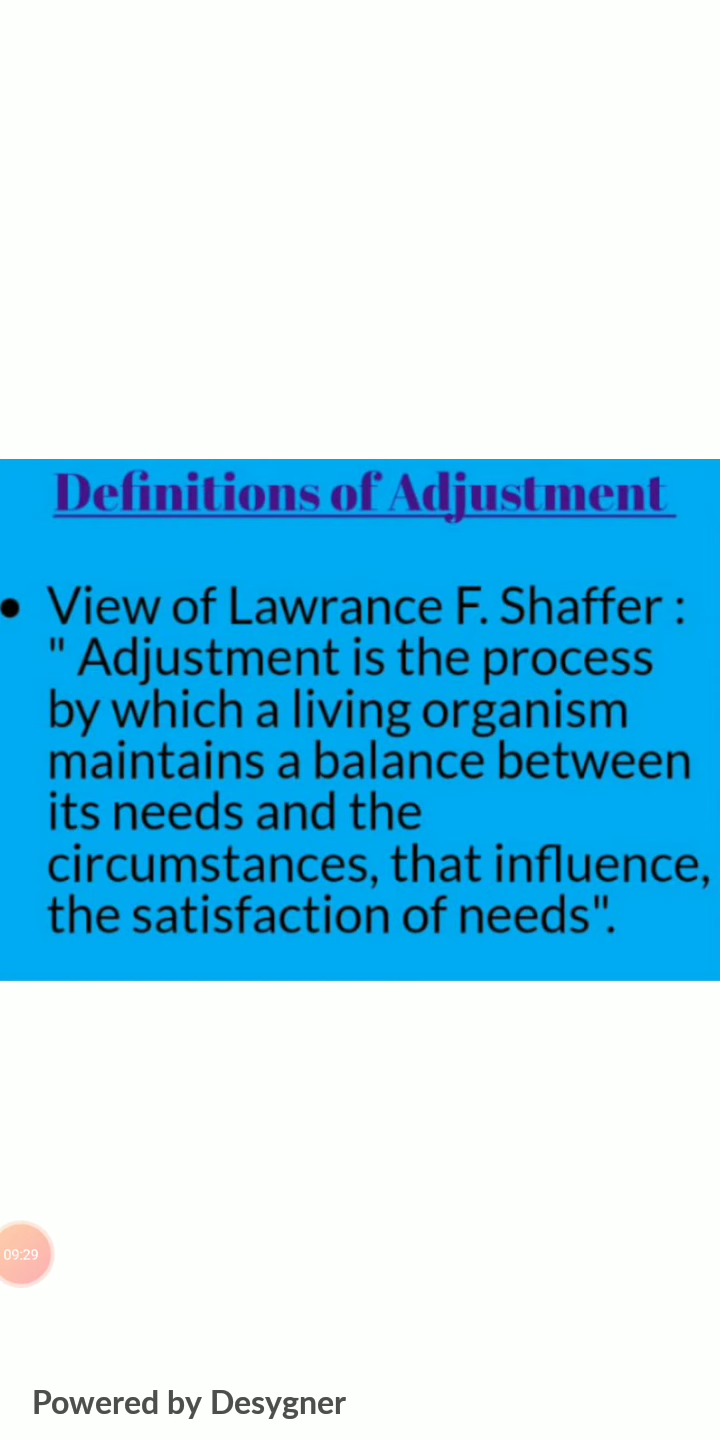 Definitions of Adjustment
• View of Lawrance F. Shaffer :
" Adjustment is the process
by which a living organism
maintains a balance between
its needs and the
circumstances, that influence,
the satisfaction of needs".
09:29
Powered by Desygner